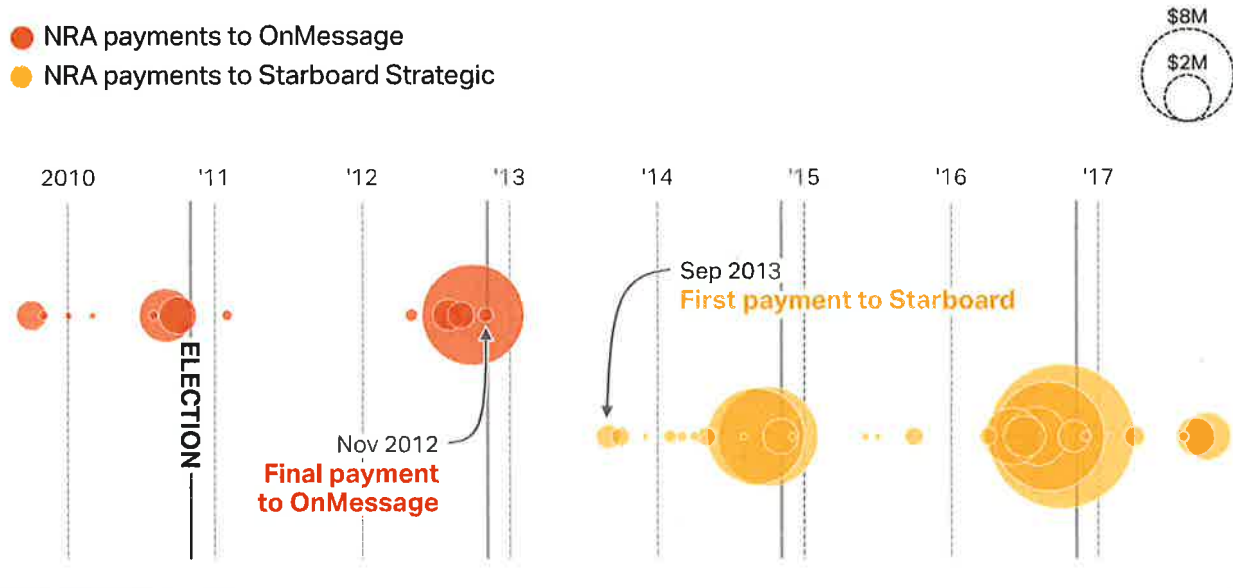 NRA payments to OnMessage
NRA payments to Starboard Strategic
$8M
$2M
2010
'11
'12
'13
'14
'15
'16
'17
Sep 2013
First payment to Starboard
ELECTION
Nov 2012
Final payment
to OnMessage